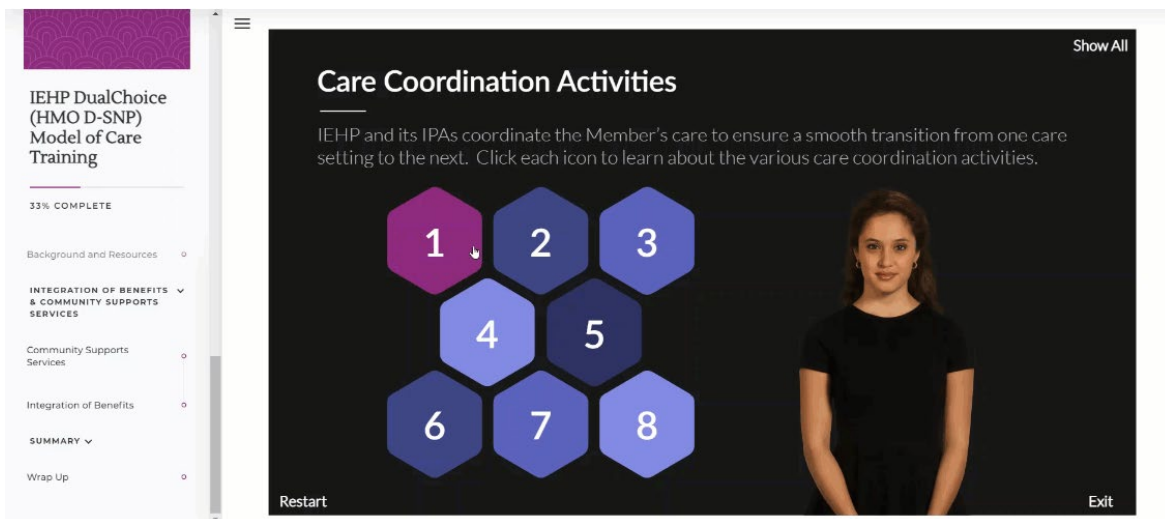 IEHP DualChoice
(HMO D-SNP)
Model of Care
Training
33% COMPLETE
Background and Resources
INTEGRATION OF BENEFITS
& COMMUNITY SUPPORTS
SERVICES
Community Supports
Services
Integration of Benefits
SUMMARY
Wrap Up
Show All
Care Coordination Activities
IEHP and its IPAs coordinate the Member's care to ensure a smooth transition from one care
setting to the next. Click each icon to learn about the various care coordination activities.
1 2 3
4 5
6 7 8
Restart
Exit